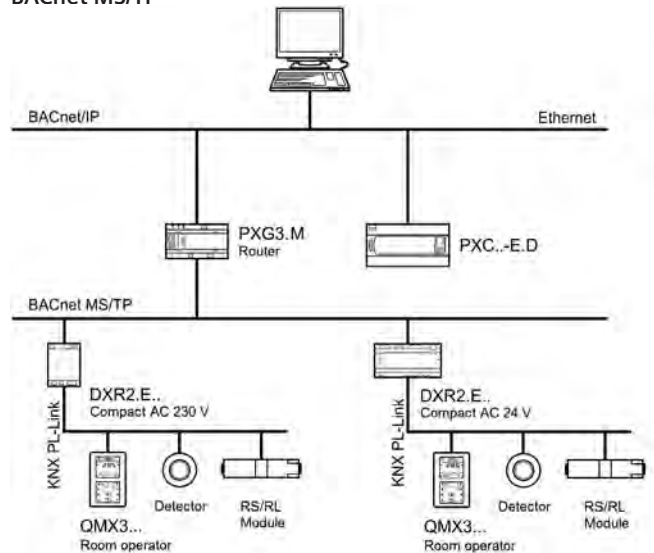 BACnet MS/TP
BACnet/IP
Ethernet
PXG3.M
Router
PXC..-E.D
BACnet MS/TP
DXR2.E..
Compact AC 230 V
KNX PL-Link
QMX3...
Room operator
Detector
RS/RL
Module
DXR2.E..
Compact AC 24 V
KNX PL-Link
QMX3...
Room operator
Detector
RS/RL
Module